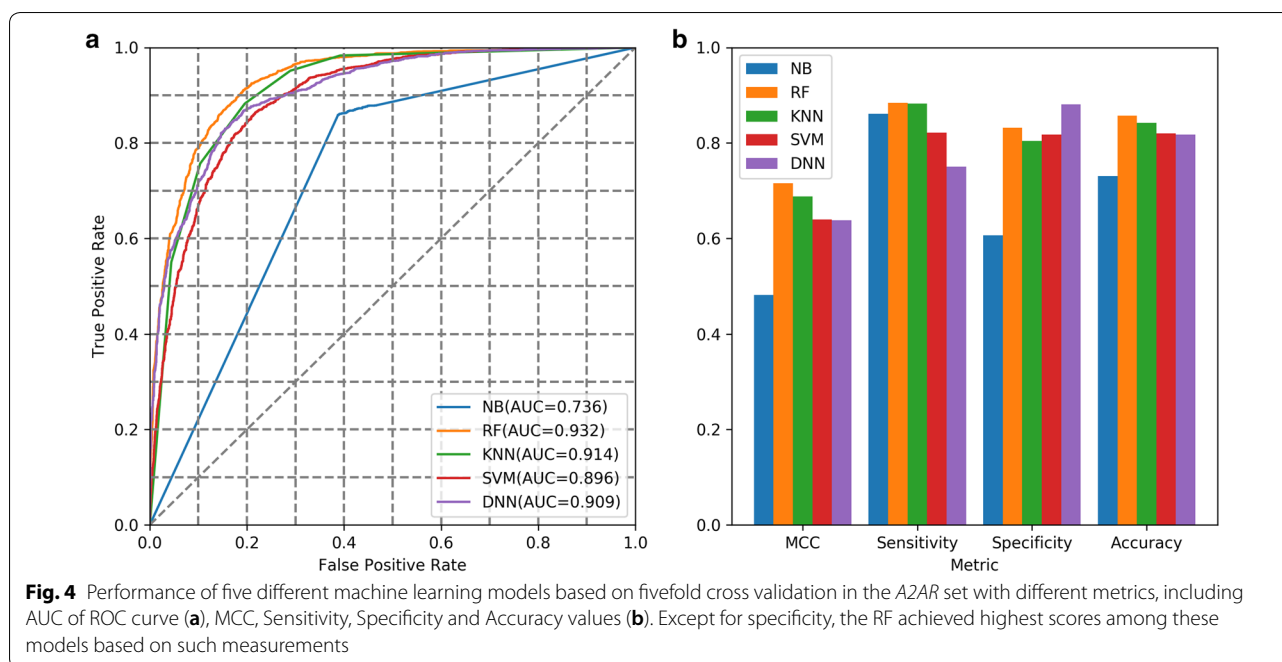 a
1.0
0.8
0.6
0.4
0.2
0.0
True Positive Rate
NB(AUC=0.736)
RF(AUC=0.932)
KNN(AUC=0.914)
SVM(AUC=0.896)
DNN(AUC=0.909)
0.0 0.2 0.4 0.6 0.8 1.0
False Positive Rate
b
1.0
0.8
0.6
0.4
0.2
0.0
NB
RF
KNN
SVM
DNN
MCC Sensitivity Specificity Accuracy
Metric
Fig. 4 Performance of five different machine learning models based on fivefold cross validation in the A2AR set with different metrics, including
AUC of ROC curve (a), MCC, Sensitivity, Specificity and Accuracy values (b). Except for specificity, the RF achieved highest scores among these
models based on such measurements